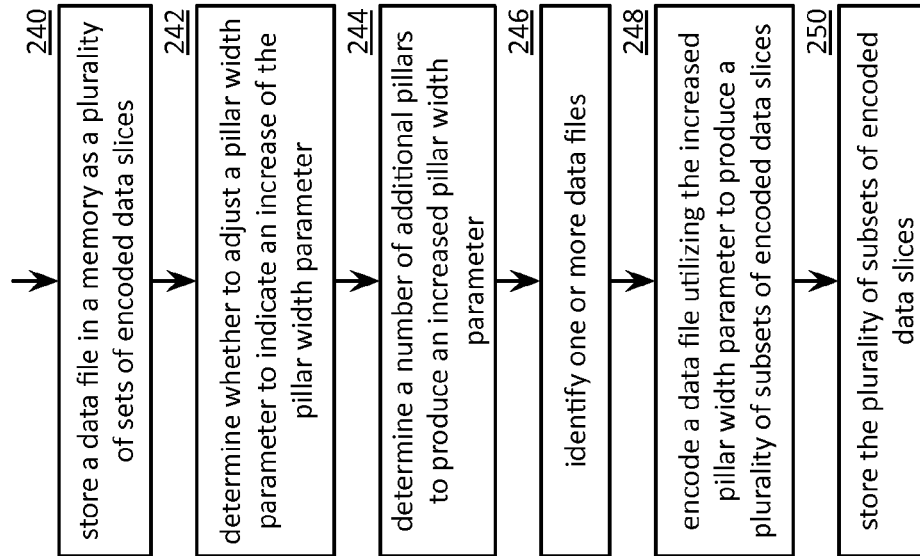 240
store a data file in a memory as a plurality
of sets of encoded data slices
242
determine whether to adjust a pillar width
parameter to indicate an increase of the
pillar width parameter
244
determine a number of additional pillars
to produce an increased pillar width
parameter
246
identify one or more data files
248
encode a data file utilizing the increased
pillar width parameter to produce a
plurality of subsets of encoded data slices
250
store the plurality of subsets of encoded
data slices